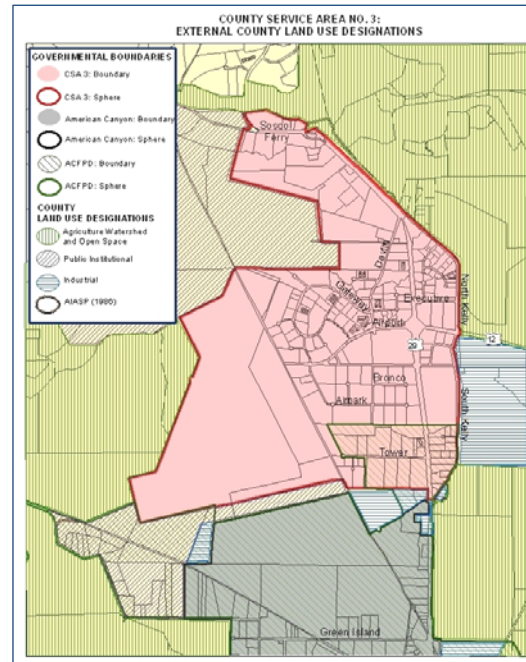 COUNTY SERVICE AREA NO. 3:
EXTERNAL COUNTY LAND USE DESIGNATIONS
GOVERNMENTAL BOUNDARIES
CSA 3: Boundary
CSA 3: Sphere
American Canyon: Boundary
American Canyon: Sphere
ACFPD: Boundary
ACFPD: Sphere
COUNTY
LAND USE DESIGNATIONS
Agriculture Watershed
and Open Space
Public Institutional
Industrial
AIASP (1986)
Soscol
Ferry
Devlin
Gateway
Executive
Airport
North Kelly
29
12
Bronco
Airpark
South Kelly
Tower
Green Island